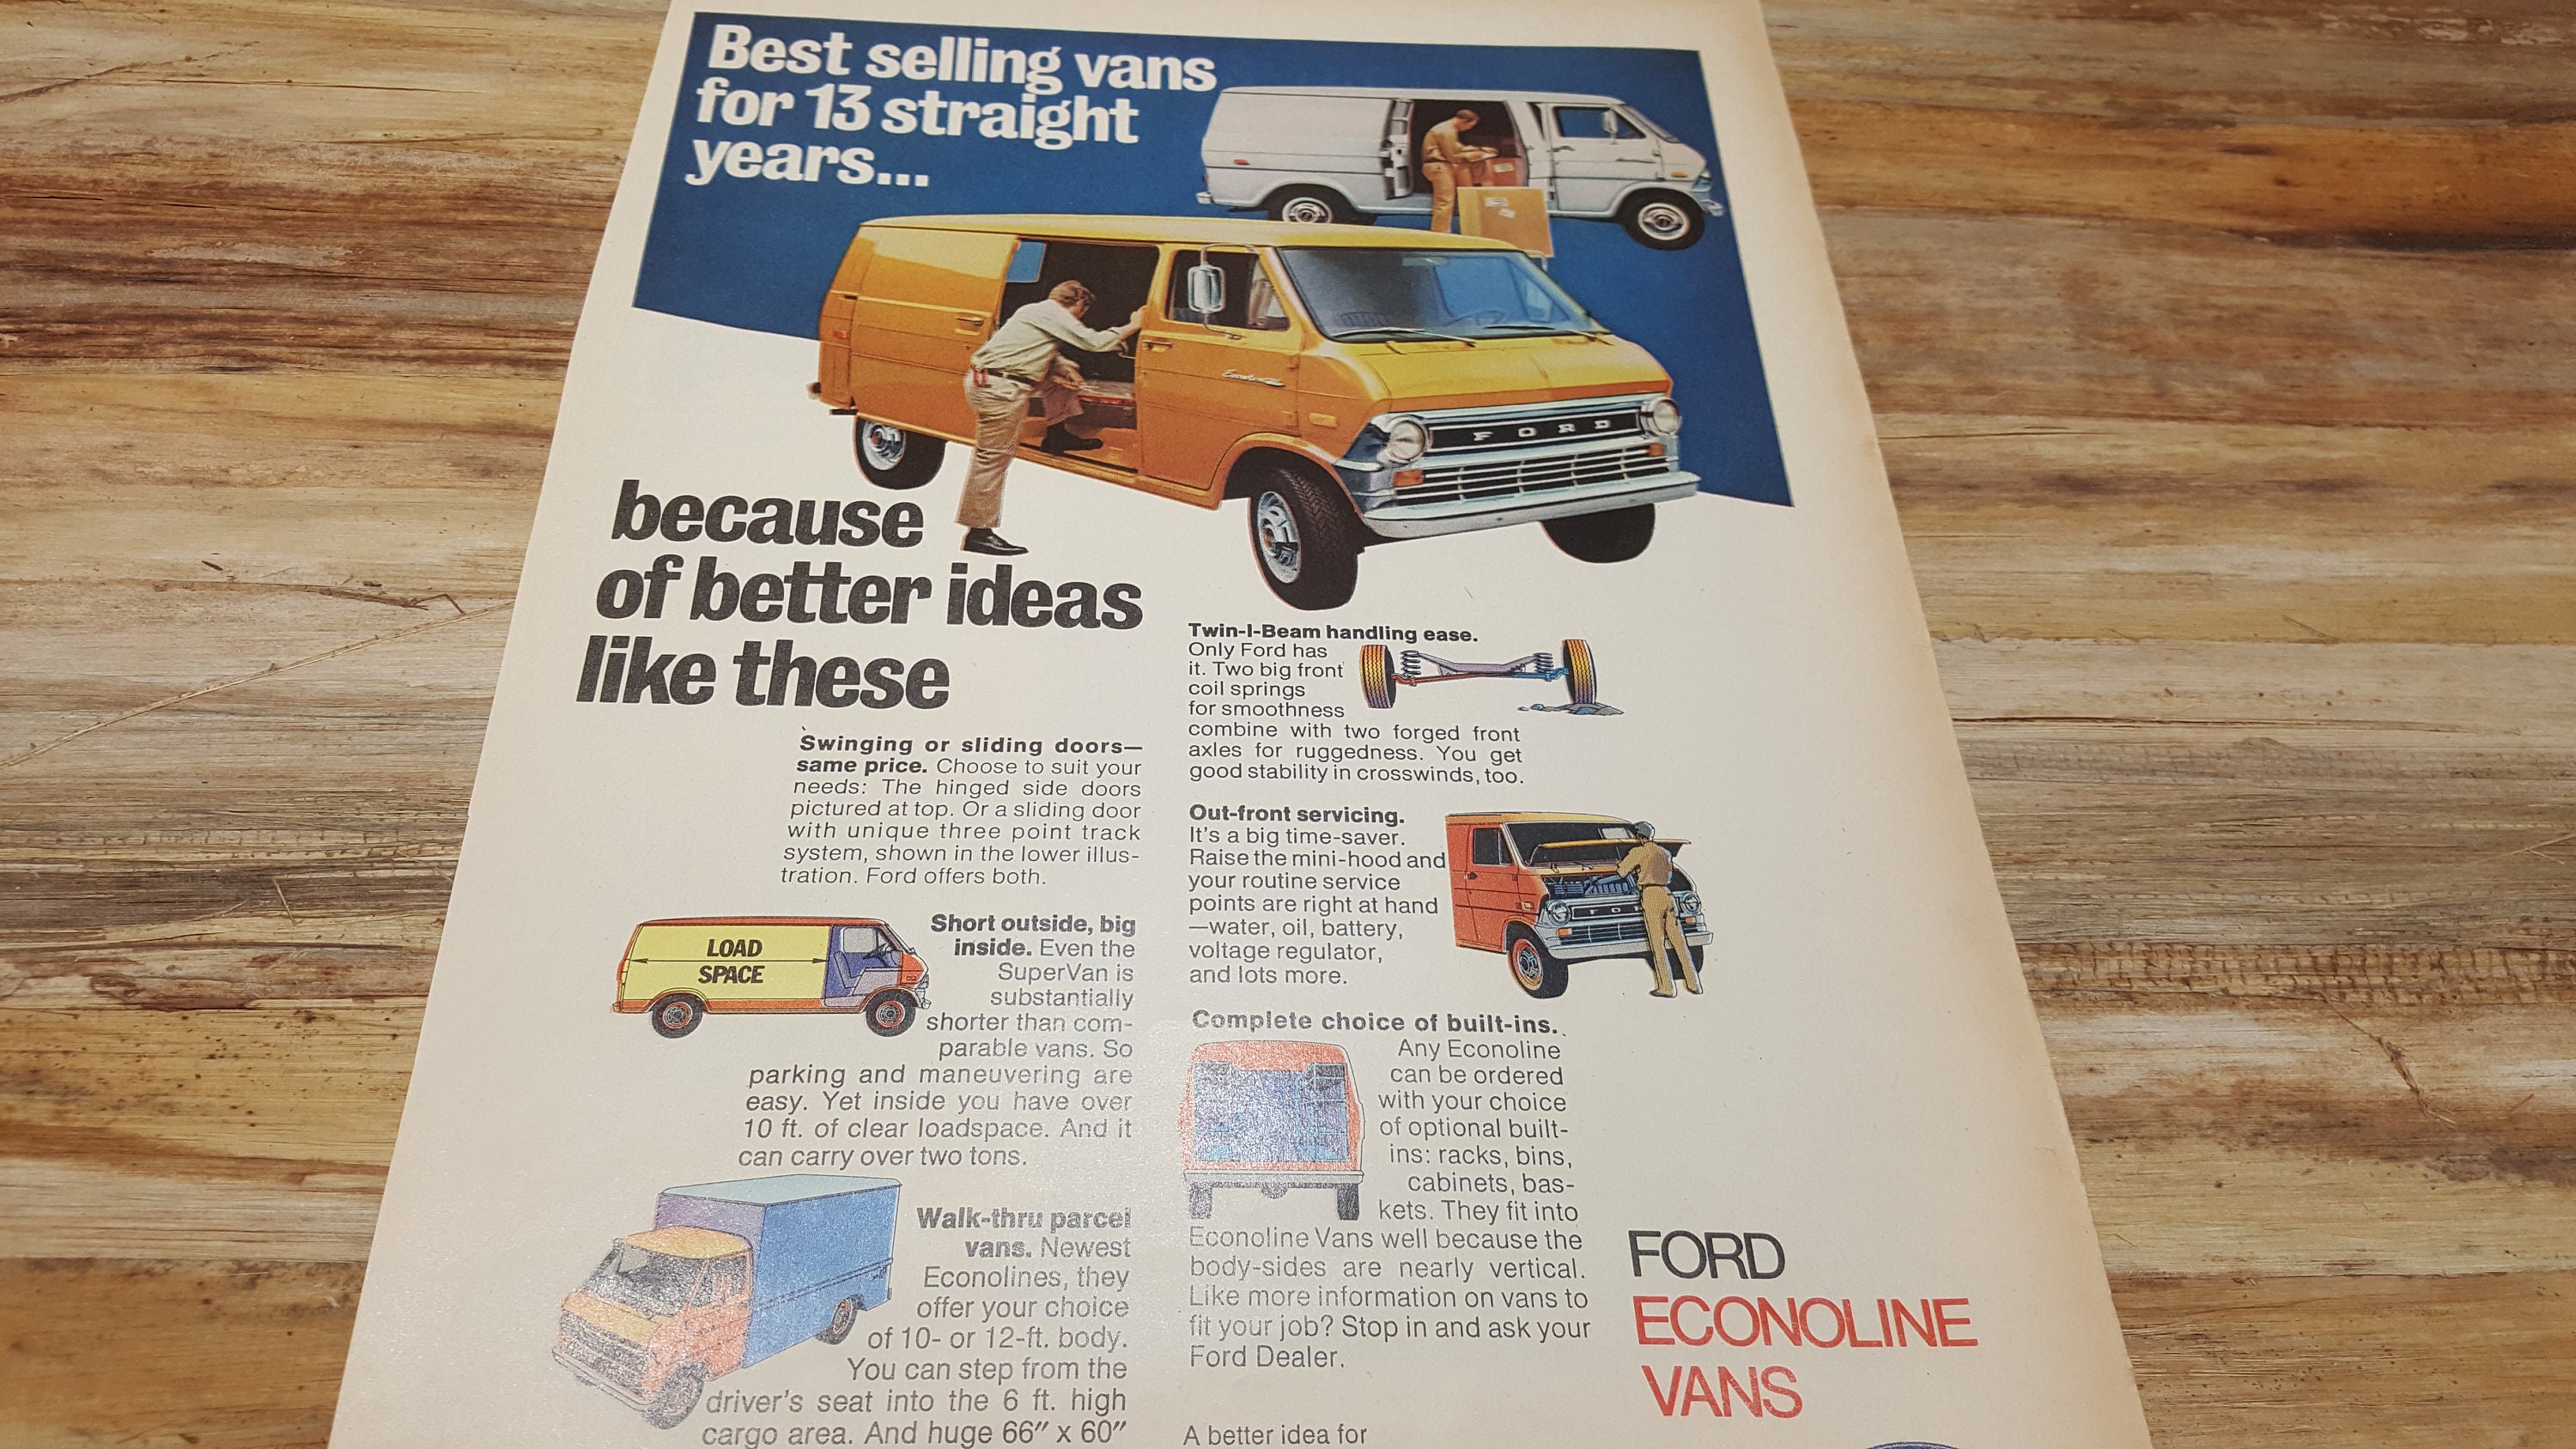 Best selling vans
for 13 straight
years...
FORD
because
of better ideas
like these
Swinging or sliding doors—
same price. Choose to suit your
needs: The hinged side doors
pictured at top. Or a sliding door
with unique three point track
system, shown in the lower illus-
tration. Ford offers both.
LOAD
SPACE
Short outside, big
inside. Even the
SuperVan is
substantially
shorter than com-
parable vans. So
parking and maneuvering are
easy. Yet inside you have over
10 ft. of clear loadspace. And it
can carry over two tons.
Walk-thru parcel
vans. Newest
Econolines, they
offer your choice
of 10- or 12-ft. body.
You can step from the
driver's seat into the 6 ft. high
cargo area. And huge 66" x 60"
Twin-I-Beam handling ease.
Only Ford has
it. Two big front
coil springs
for smoothness
combine with two forged front
axles for ruggedness. You get
good stability in crosswinds, too.
Out-front servicing.
It's a big time-saver.
Raise the mini-hood and
your routine service
points are right at hand
—water, oil, battery,
voltage regulator,
and lots more.
Complete choice of built-ins.
Any Econoline
can be ordered
with your choice
of optional built-
ins: racks, bins,
cabinets, bas-
kets. They fit into
Econoline Vans well because the
body-sides are nearly vertical.
Like more information on vans to
fit your job? Stop in and ask your
Ford Dealer.
A better idea for
FORD
ECONOLINE
VANS